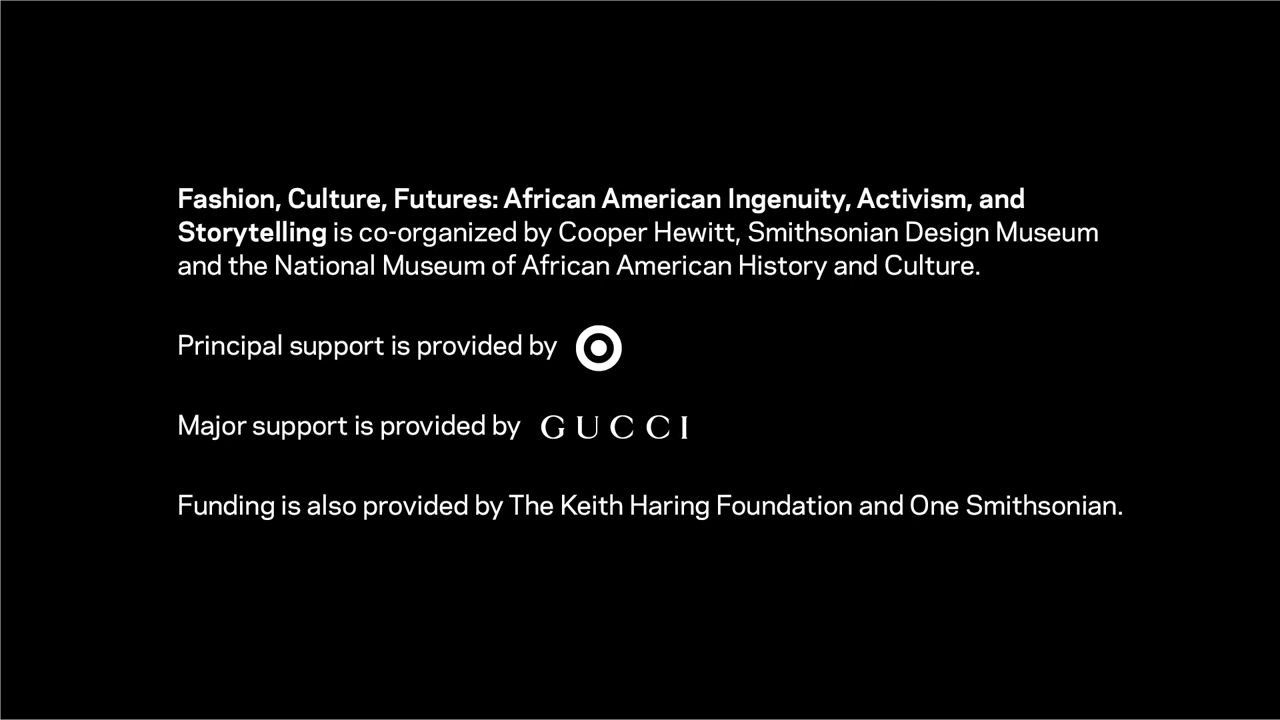 Fashion, Culture, Futures: African American Ingenuity, Activism, and
Storytelling is co-organized by Cooper Hewitt, Smithsonian Design Museum
and the National Museum of African American History and Culture.
Principal support is provided by
Major support is provided by GUCCI
Funding is also provided by The Keith Haring Foundation and One Smithsonian.